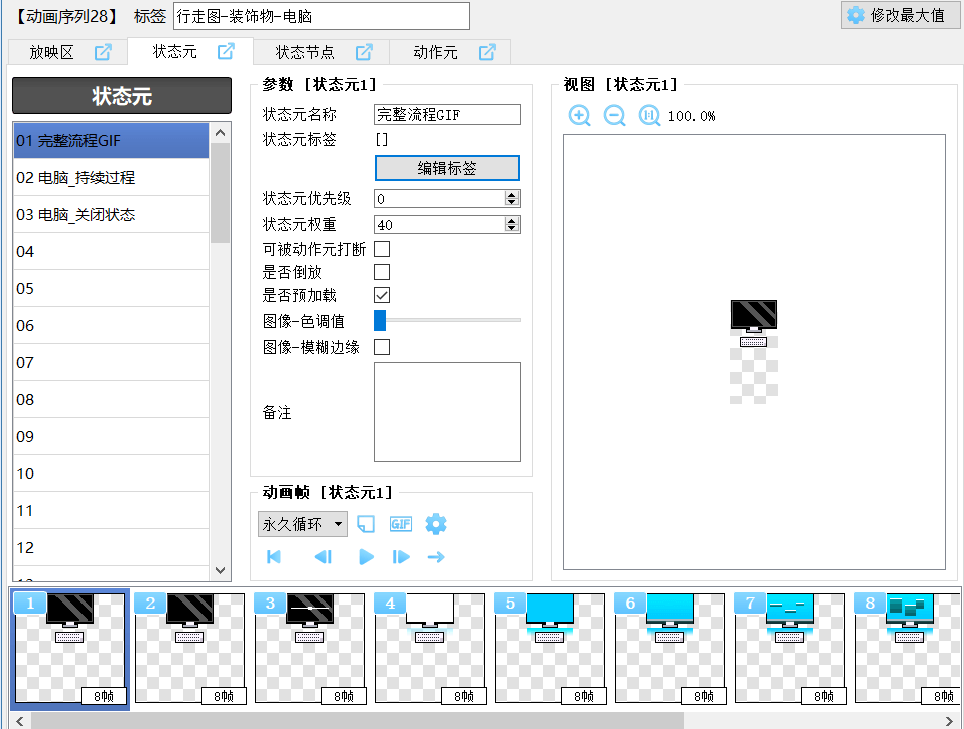 【动画序列28】 标签 行走图-装饰物-电脑 修改最大值
放映区 状态元 状态节点 动作元
状态元
01 完整流程GIF
02 电脑_持续过程
03 电脑_关闭状态
04
05
06
07
08
09
10
11
12
参数 [状态元1]
状态元名称 完整流程GIF
状态元标签 []
编辑标签
状态元优先级 0
状态元权重 40
可被动作元打断
是否倒放
是否预加载
图像-色调值
图像-模糊边缘
备注
动画帧 [状态元1]
永久循环 GIF
视图 [状态元1]
100.0%
1 2 3 4 5 6 7 8
8帧 8帧 8帧 8帧 8帧 8帧 8帧 8帧